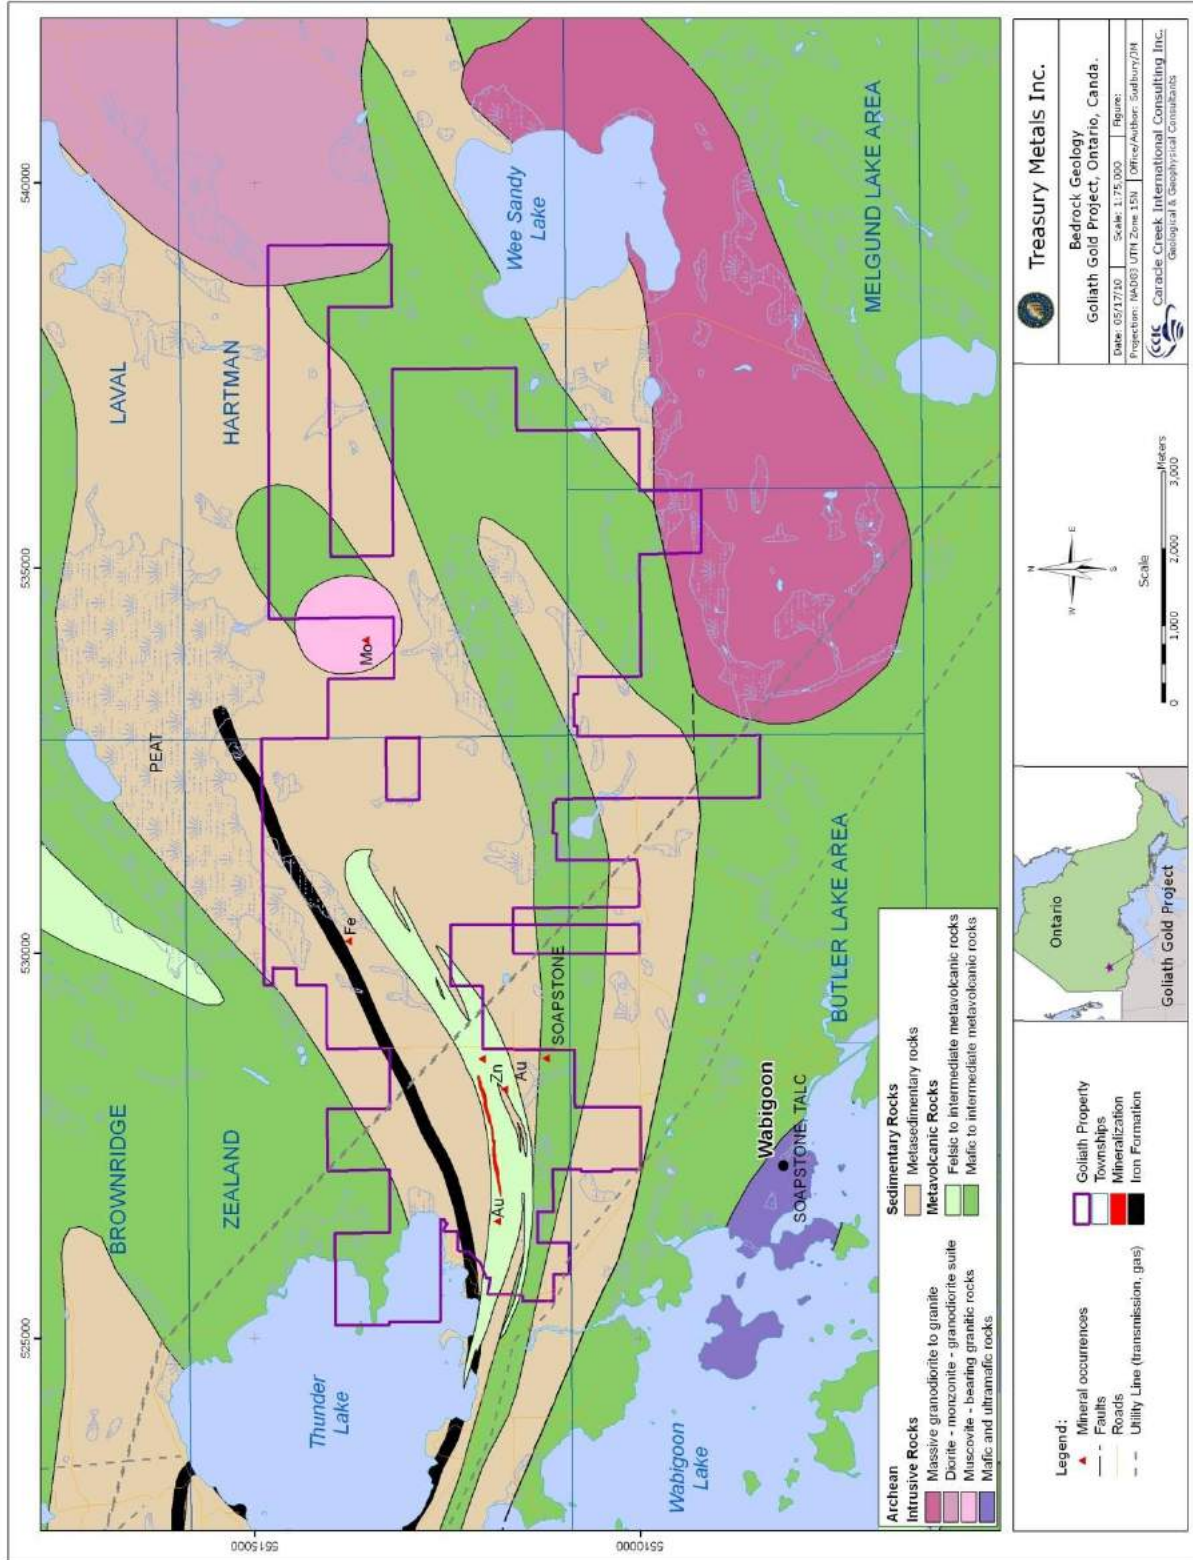 540000
535000
530000
525000
5515000
5510000
LAVAL
HARTMAN
PEAT
BROWNRIDGE
ZEALAND
Thunder
Lake
Fe
Mo
Au
Zn
Au
SOAPSTONE
Wee Sandy
Lake
MELGUND LAKE AREA
BUTLER LAKE AREA
Wabigoon
SOAPSTONE, TALC
Wabigoon
Lake
Archean
Intrusive Rocks
Massive granodiorite to granite
Diorite - monzonite - granodiorite suite
Muscovite - bearing granitic rocks
Mafic and ultramafic rocks
Sedimentary Rocks
Metasedimentary rocks
Metavolcanic Rocks
Felsic to intermediate metavolcanic rocks
Mafic to intermediate metavolcanic rocks
Legend:
Mineral occurrences
Faults
Roads
Utility Line (transmission, gas)
Goliath Property
Townships
Mineralization
Iron Formation
Ontario
Goliath Gold Project
N
W
E
S
Scale
0 1,000 2,000 3,000
Meters
Treasury Metals Inc.
Bedrock Geology
Goliath Gold Project, Ontario, Canda.
Date: 05/17/10 Scale: 1:75,000 Figure:
Projection: NAD83 UTM Zone 15N Office/Author: Sudbury/JM
CCIC Caracle Creek International Consulting Inc.
Geological & Geophysical Consultants